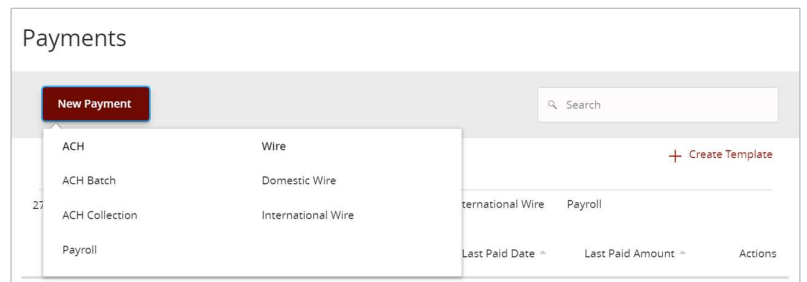 Payments
New Payment
Search
ACH Wire
Create Template
ACH Batch Domestic Wire
27
ternational Wire Payroll
ACH Collection International Wire
Payroll
Last Paid Date Last Paid Amount Actions